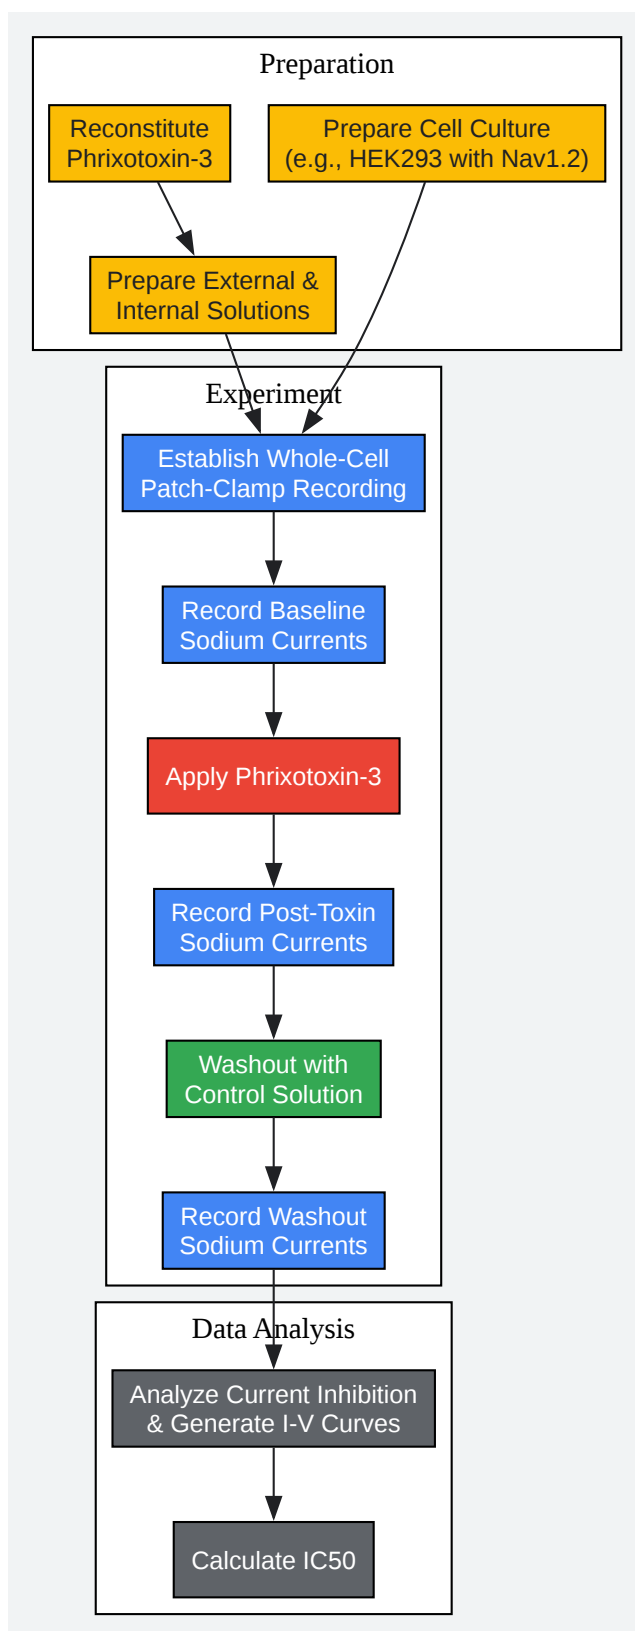 Preparation
Reconstitute
Phrixotoxin-3
Prepare Cell Culture
(e.g., HEK293 with Nav1.2)
Prepare External &
Internal Solutions
Experiment
Establish Whole-Cell
Patch-Clamp Recording
Record Baseline
Sodium Currents
Apply Phrixotoxin-3
Record Post-Toxin
Sodium Currents
Washout with
Control Solution
Record Washout
Sodium Currents
Data Analysis
Analyze Current Inhibition
& Generate I-V Curves
Calculate IC50